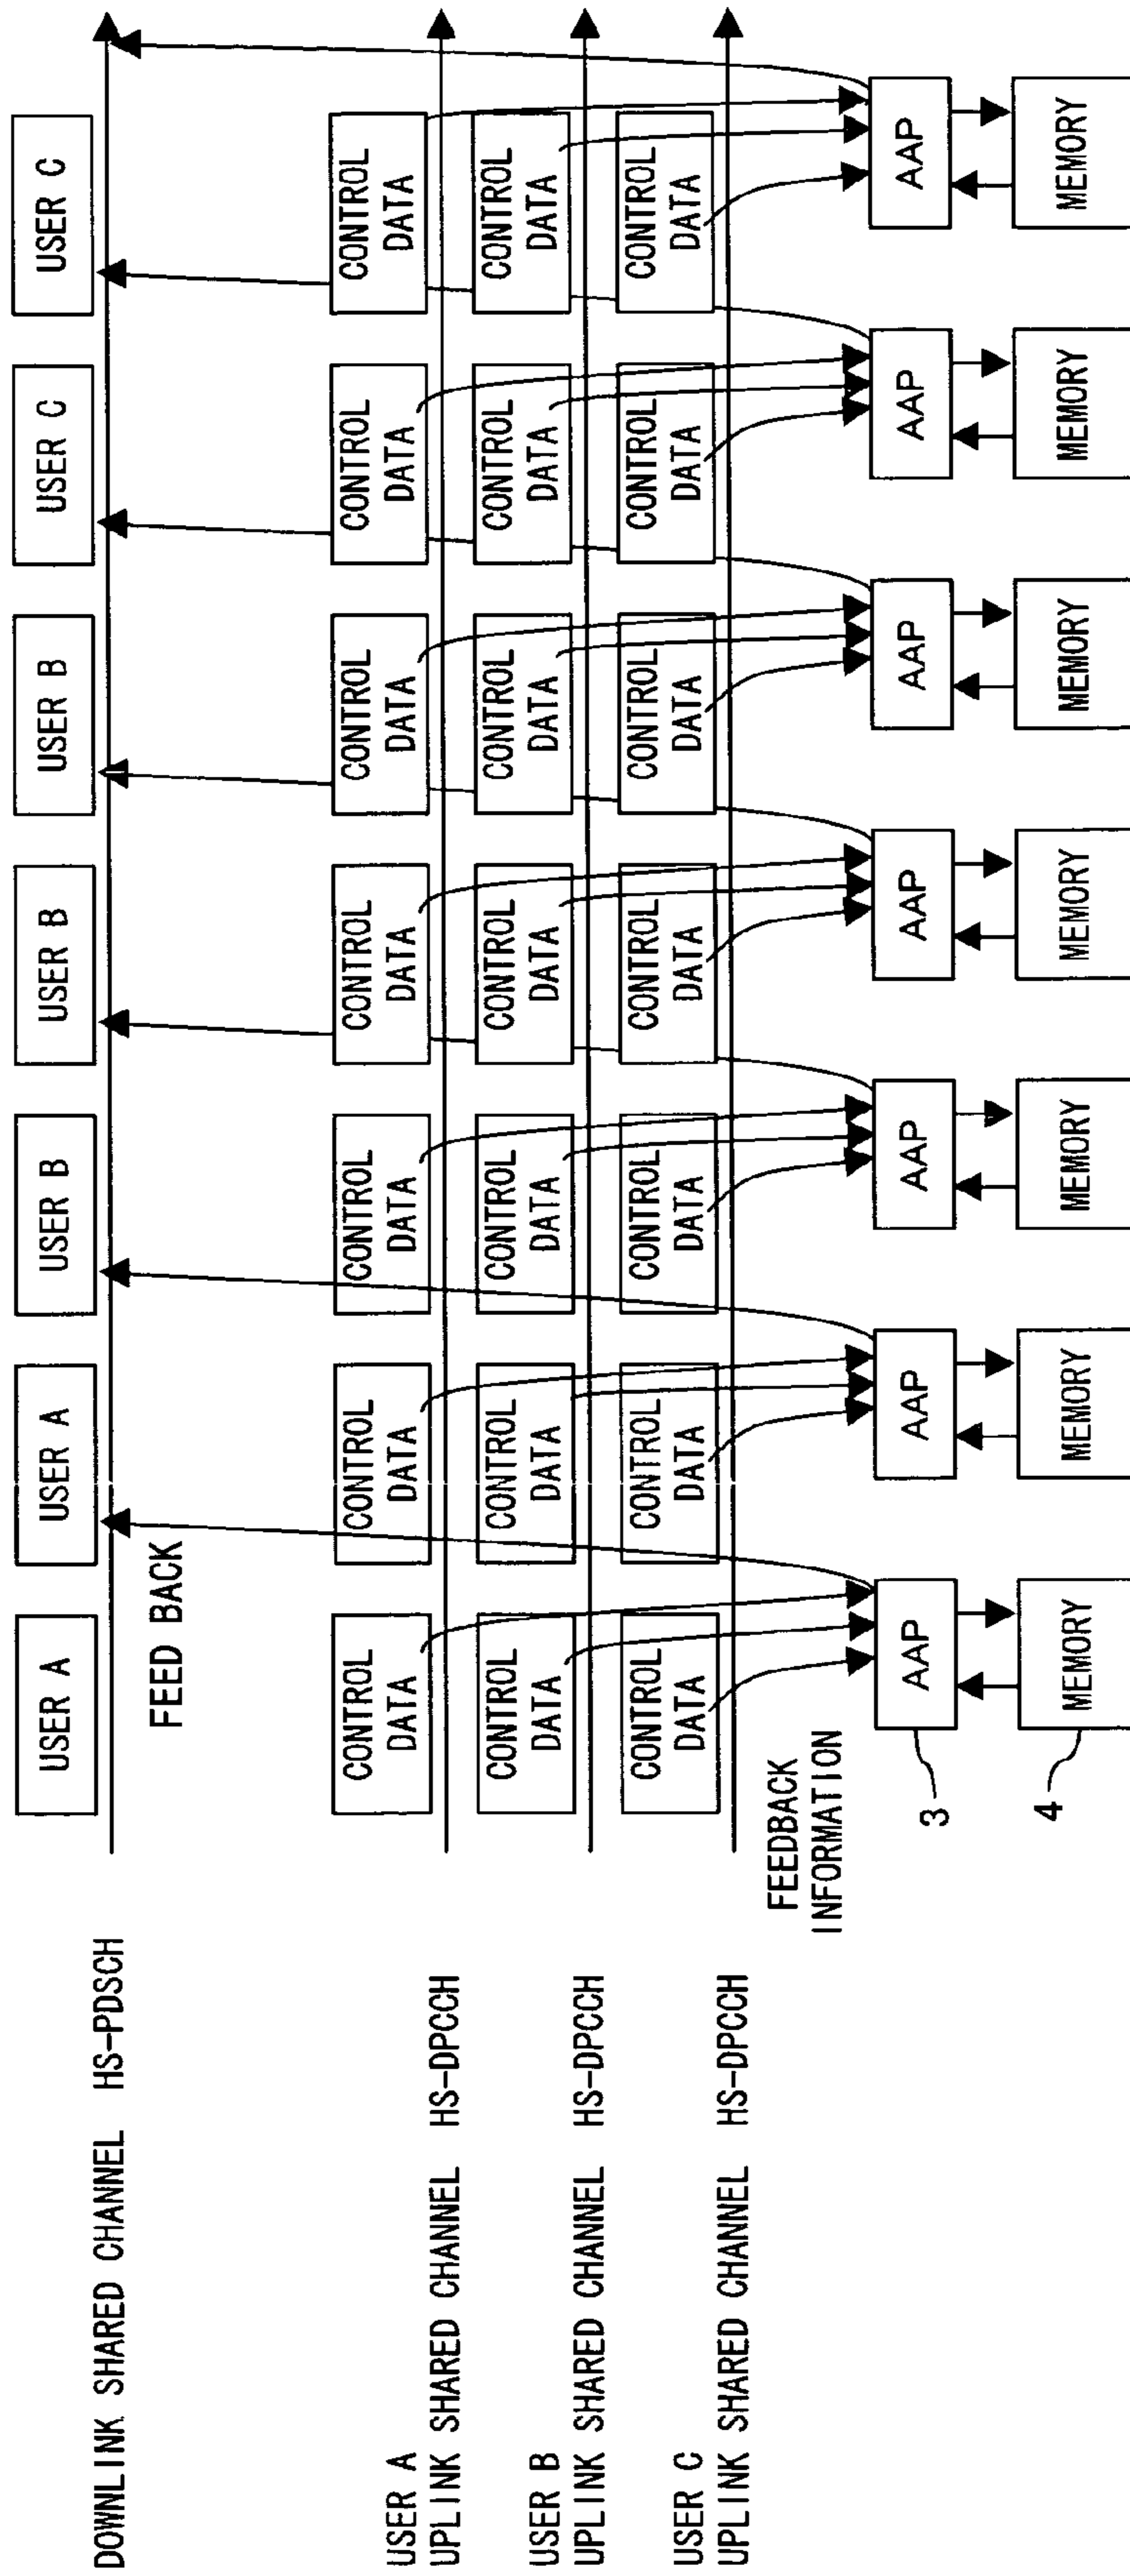 DOWNLINK SHARED CHANNEL HS-PDSCH
USER A
USER A
USER B
USER B
USER B
USER C
USER C
FEED BACK
USER A
UPLINK SHARED CHANNEL HS-DPCCH
CONTROL
DATA
CONTROL
DATA
CONTROL
DATA
CONTROL
DATA
CONTROL
DATA
CONTROL
DATA
CONTROL
DATA
USER B
UPLINK SHARED CHANNEL HS-DPCCH
CONTROL
DATA
CONTROL
DATA
CONTROL
DATA
CONTROL
DATA
CONTROL
DATA
CONTROL
DATA
CONTROL
DATA
USER C
UPLINK SHARED CHANNEL HS-DPCCH
CONTROL
DATA
CONTROL
DATA
CONTROL
DATA
CONTROL
DATA
CONTROL
DATA
CONTROL
DATA
CONTROL
DATA
FEEDBACK
INFORMATION
3
AAP
AAP
AAP
AAP
AAP
AAP
AAP
4
MEMORY
MEMORY
MEMORY
MEMORY
MEMORY
MEMORY
MEMORY